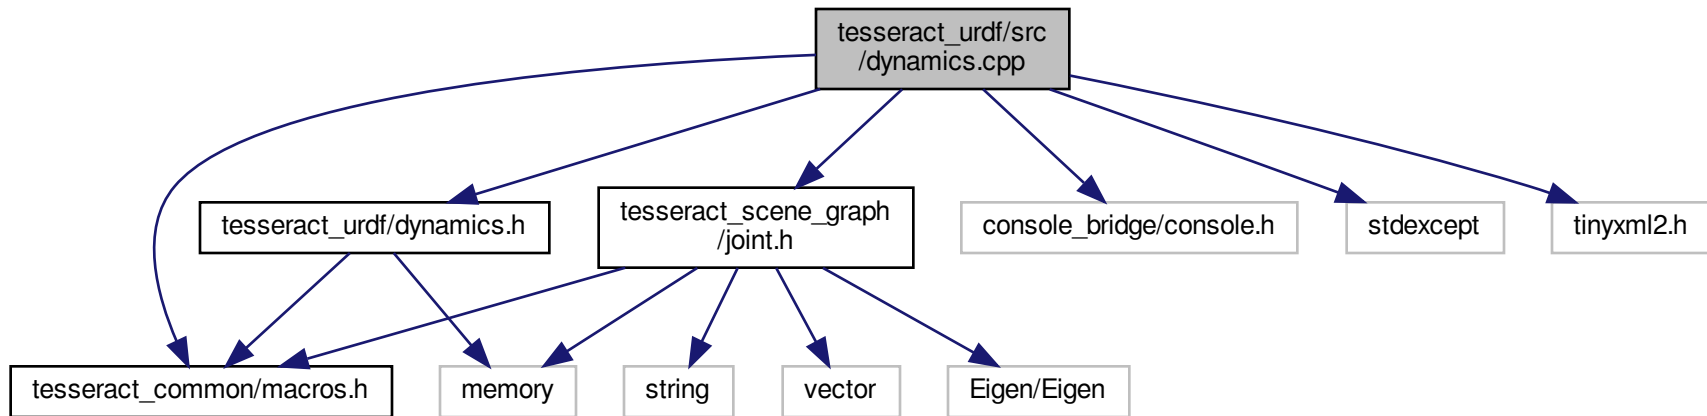 tesseract_urdf/src
/dynamics.cpp
tesseract_urdf/dynamics.h
tesseract_scene_graph
/joint.h
console_bridge/console.h
stdexcept
tinyxml2.h
tesseract_common/macros.h
memory
string
vector
Eigen/Eigen